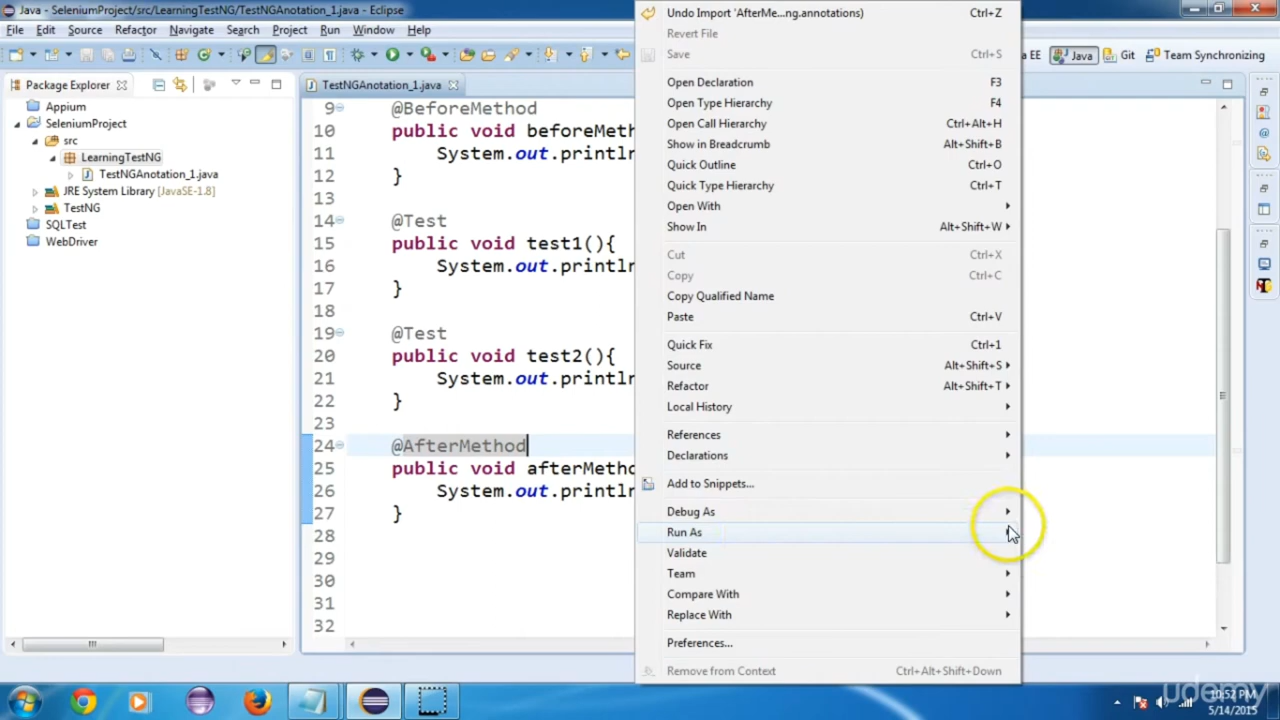 Java - SeleniumProject/src/LearningTestNG/TestNGAnotation_1.java - Eclipse
File Edit Source Refactor Navigate Search Project Run Window Help
EE Java Git Team Synchronizing
Package Explorer
Appium
SeleniumProject
src
LearningTestNG
TestNGAnotation_1.java
JRE System Library [JavaSE-1.8]
TestNG
SQLTest
WebDriver
TestNGAnotation_1.java
9 @BeforeMethod
10 public void beforeMeth
11 System.out.println
12 }
13
14 @Test
15 public void test1(){
16 System.out.println
17 }
18
19 @Test
20 public void test2(){
21 System.out.println
22 }
23
24 @AfterMethod
25 public void afterMetho
26 System.out.println
27 }
28
29
30
31
32
Undo Import 'AfterMe...ng.annotations) Ctrl+Z
Revert File
Save Ctrl+S
Open Declaration F3
Open Type Hierarchy F4
Open Call Hierarchy Ctrl+Alt+H
Show in Breadcrumb Alt+Shift+B
Quick Outline Ctrl+O
Quick Type Hierarchy Ctrl+T
Open With
Show In Alt+Shift+W
Cut Ctrl+X
Copy Ctrl+C
Copy Qualified Name
Paste Ctrl+V
Quick Fix Ctrl+1
Source Alt+Shift+S
Refactor Alt+Shift+T
Local History
References
Declarations
Add to Snippets...
Debug As
Run As
Validate
Team
Compare With
Replace With
Preferences...
Remove from Context Ctrl+Alt+Shift+Down
udemy
10:52 PM
5/14/2015